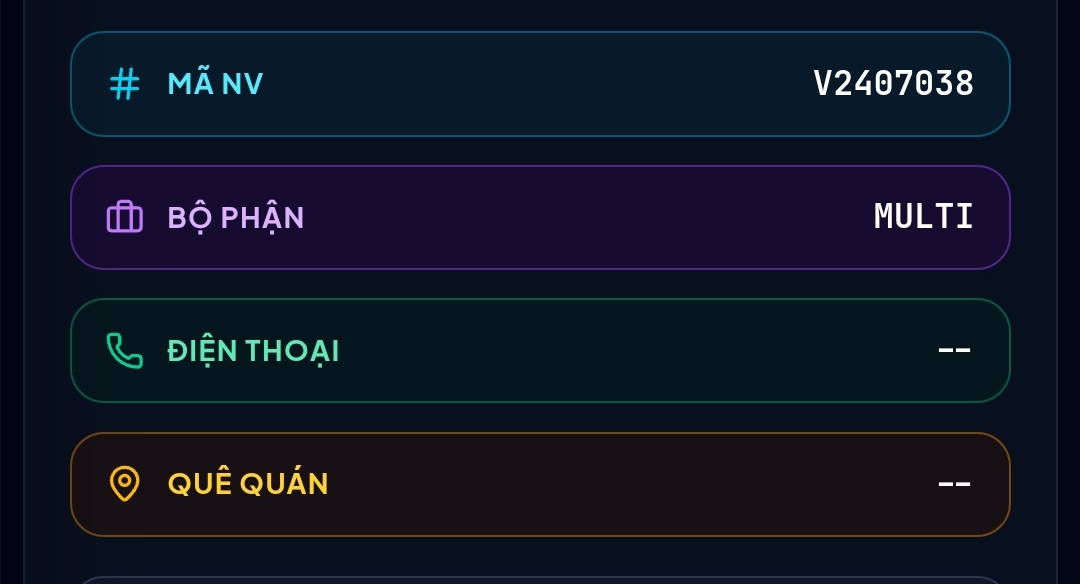 MÃ NV V2407038
BỘ PHẬN MULTI
ĐIỆN THOẠI --
QUÊ QUÁN --